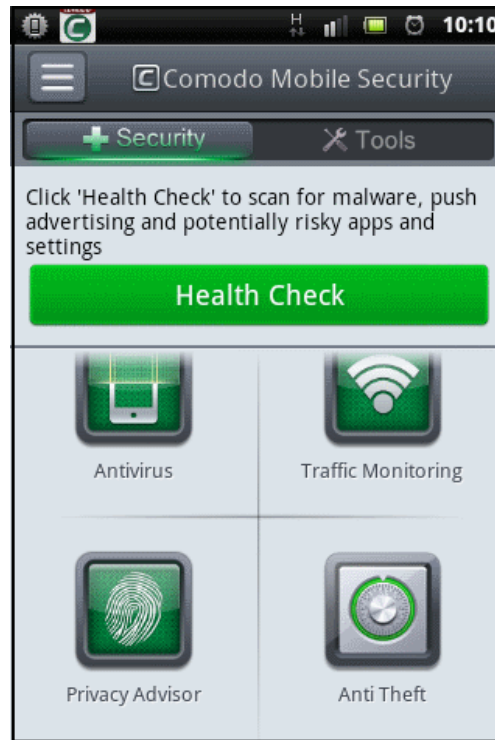 H 10:10
C Comodo Mobile Security
Security Tools
Click 'Health Check' to scan for malware, push
advertising and potentially risky apps and
settings
Health Check
Antivirus Traffic Monitoring
Privacy Advisor Anti Theft